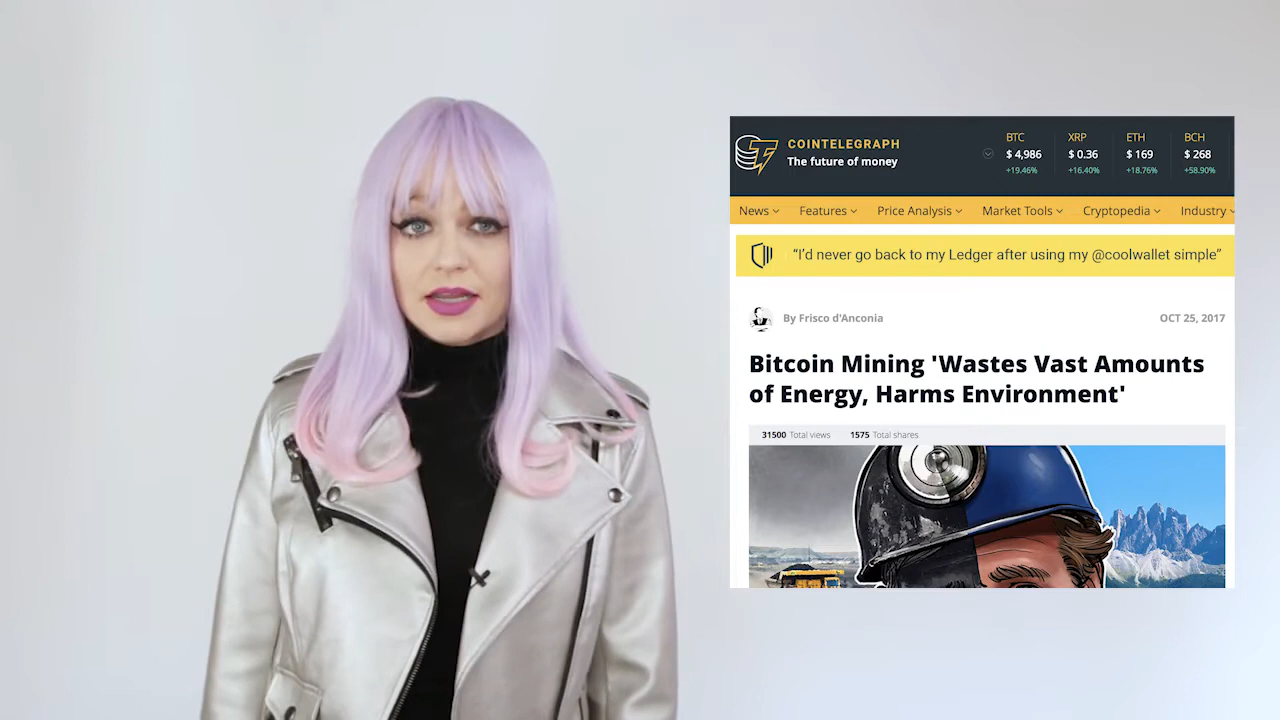 COINTELEGRAPH
The future of money
BTC XRP ETH BCH
$ 4,986 $ 0.36 $ 169 $ 268
+19.46% +16.40% +18.76% +58.90%
News Features Price Analysis Market Tools Cryptopedia Industry
“I’d never go back to my Ledger after using my @coolwallet simple”
By Frisco d'Anconia OCT 25, 2017
Bitcoin Mining 'Wastes Vast Amounts
of Energy, Harms Environment'
31500 Total views 1575 Total shares